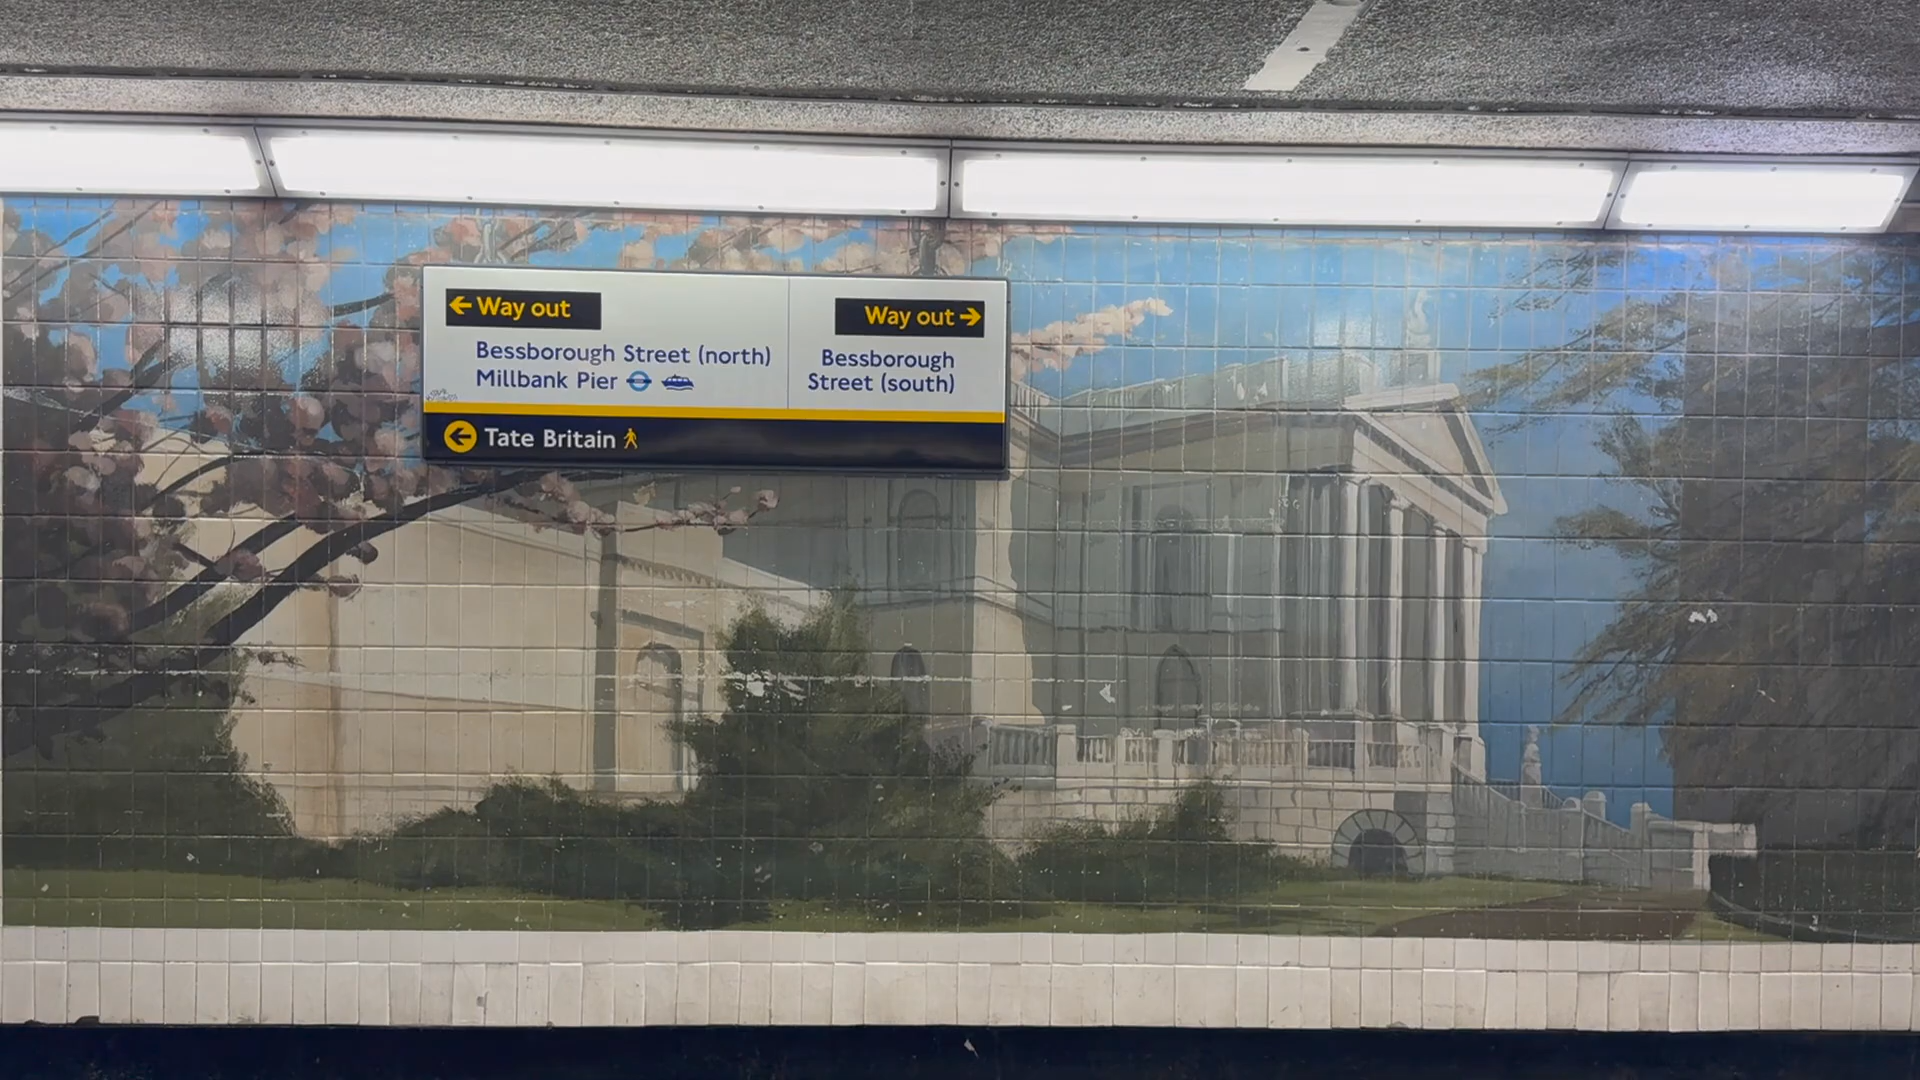 ← Way out
Bessborough Street (north)
Millbank Pier
Way out →
Bessborough
Street (south)
← Tate Britain